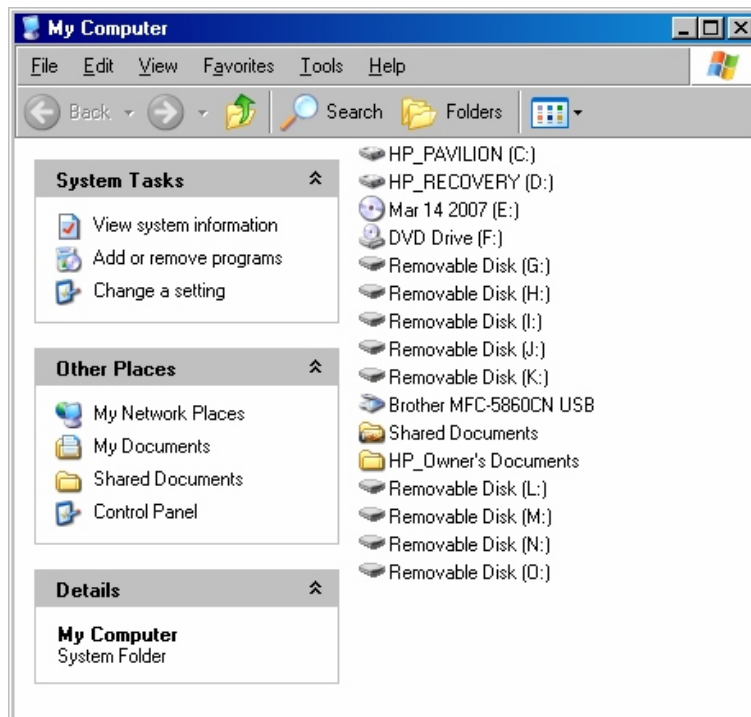 My Computer
File Edit View Favorites Tools Help
Back Search Folders
System Tasks
View system information
Add or remove programs
Change a setting
Other Places
My Network Places
My Documents
Shared Documents
Control Panel
Details
My Computer
System Folder
HP_PAVILION (C:)
HP_RECOVERY (D:)
Mar 14 2007 (E:)
DVD Drive (F:)
Removable Disk (G:)
Removable Disk (H:)
Removable Disk (I:)
Removable Disk (J:)
Removable Disk (K:)
Brother MFC-5860CN USB
Shared Documents
HP_Owner's Documents
Removable Disk (L:)
Removable Disk (M:)
Removable Disk (N:)
Removable Disk (O:)